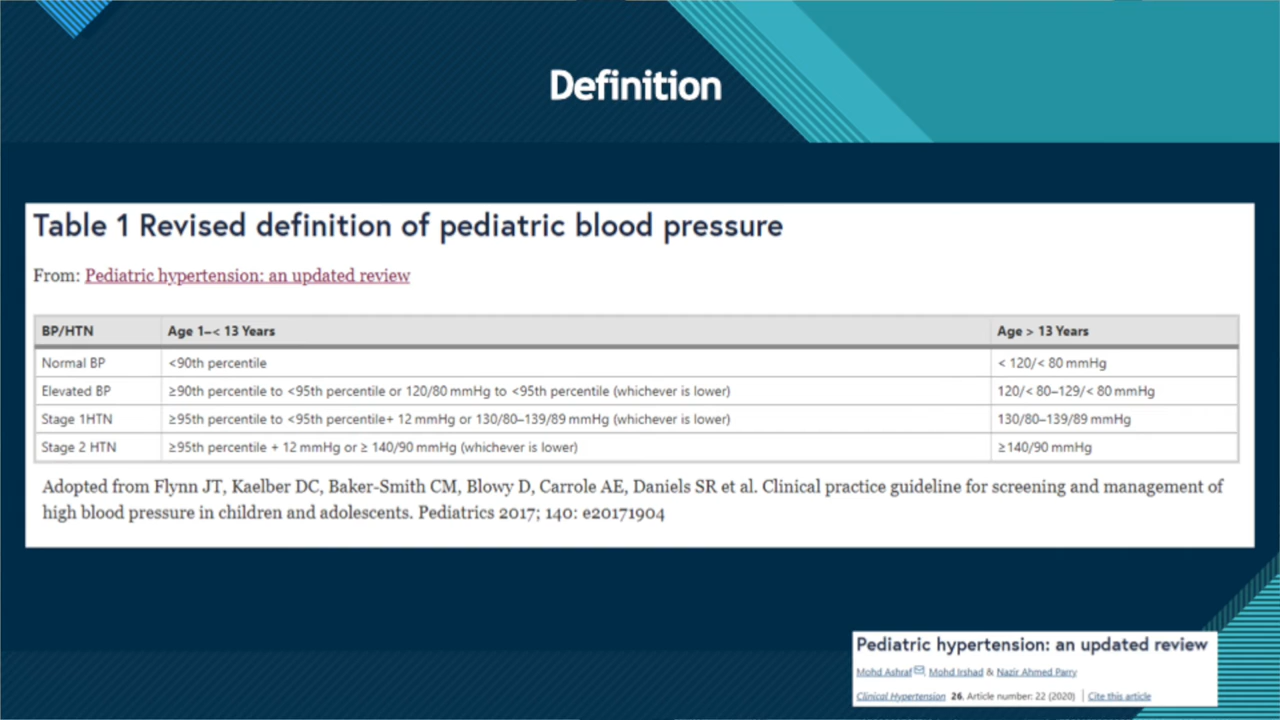 Definition
Table 1 Revised definition of pediatric blood pressure
From: Pediatric hypertension: an updated review
BP/HTN Age 1–< 13 Years Age > 13 Years
Normal BP <90th percentile < 120/< 80 mmHg
Elevated BP ≥90th percentile to <95th percentile or 120/80 mmHg to <95th percentile (whichever is lower) 120/< 80–129/< 80 mmHg
Stage 1HTN ≥95th percentile to <95th percentile+ 12 mmHg or 130/80–139/89 mmHg (whichever is lower) 130/80–139/89 mmHg
Stage 2 HTN ≥95th percentile + 12 mmHg or ≥ 140/90 mmHg (whichever is lower) ≥140/90 mmHg
Adopted from Flynn JT, Kaelber DC, Baker-Smith CM, Blowy D, Carrole AE, Daniels SR et al. Clinical practice guideline for screening and management of
high blood pressure in children and adolescents. Pediatrics 2017; 140: e20171904
Pediatric hypertension: an updated review
Mohd Ashraf, Mohd Irshad & Nazir Ahmed Parry
Clinical Hypertension 26, Article number: 22 (2020) | Cite this article